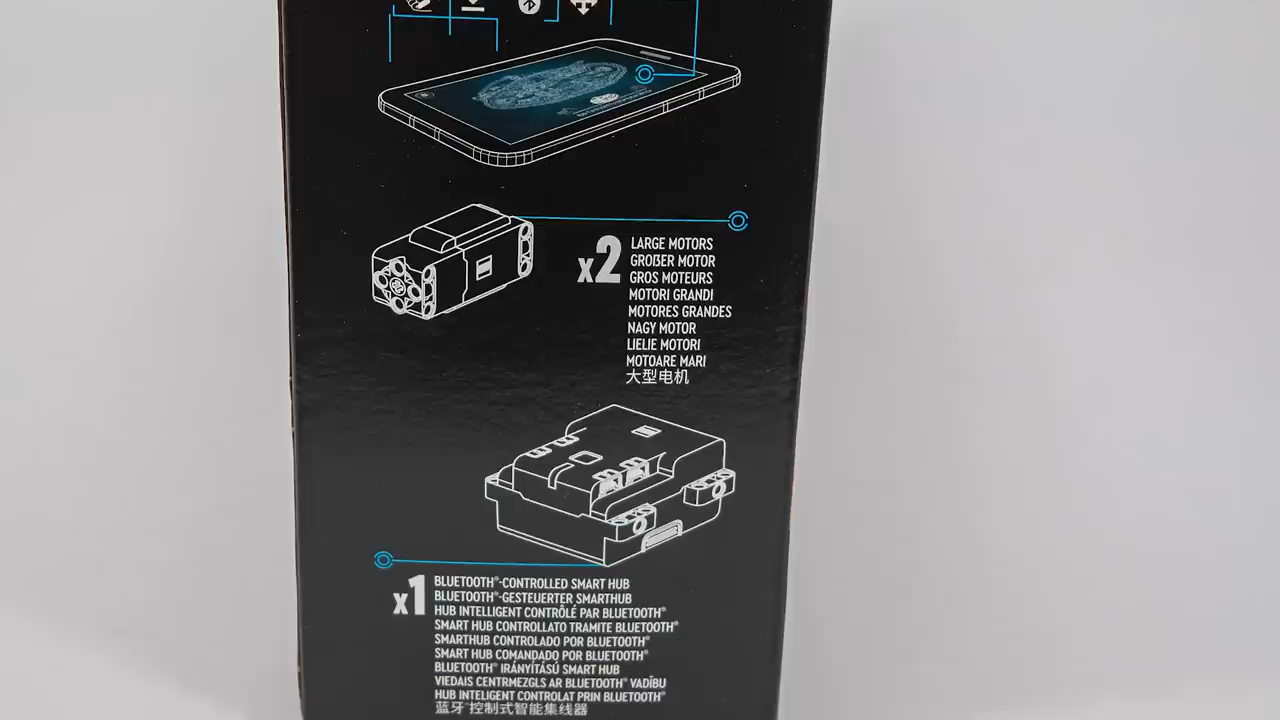 x2
LARGE MOTORS
GROẞER MOTOR
GROS MOTEURS
MOTORI GRANDI
MOTORES GRANDES
NAGY MOTOR
LIELIE MOTORI
MOTOARE MARI
大型电机
x1
BLUETOOTH®-CONTROLLED SMART HUB
BLUETOOTH®-GESTEUERTER SMARTHUB
HUB INTELLIGENT CONTRÔLÉ PAR BLUETOOTH®
SMART HUB CONTROLLATO TRAMITE BLUETOOTH®
SMARTHUB CONTROLADO POR BLUETOOTH®
SMART HUB COMANDADO POR BLUETOOTH®
BLUETOOTH® IRÁNYÍTÁSÚ SMART HUB
VIEDAIS CENTRMEZGLS AR BLUETOOTH® VADĪBU
HUB INTELIGENT CONTROLAT PRIN BLUETOOTH®
蓝牙®控制式智能集线器